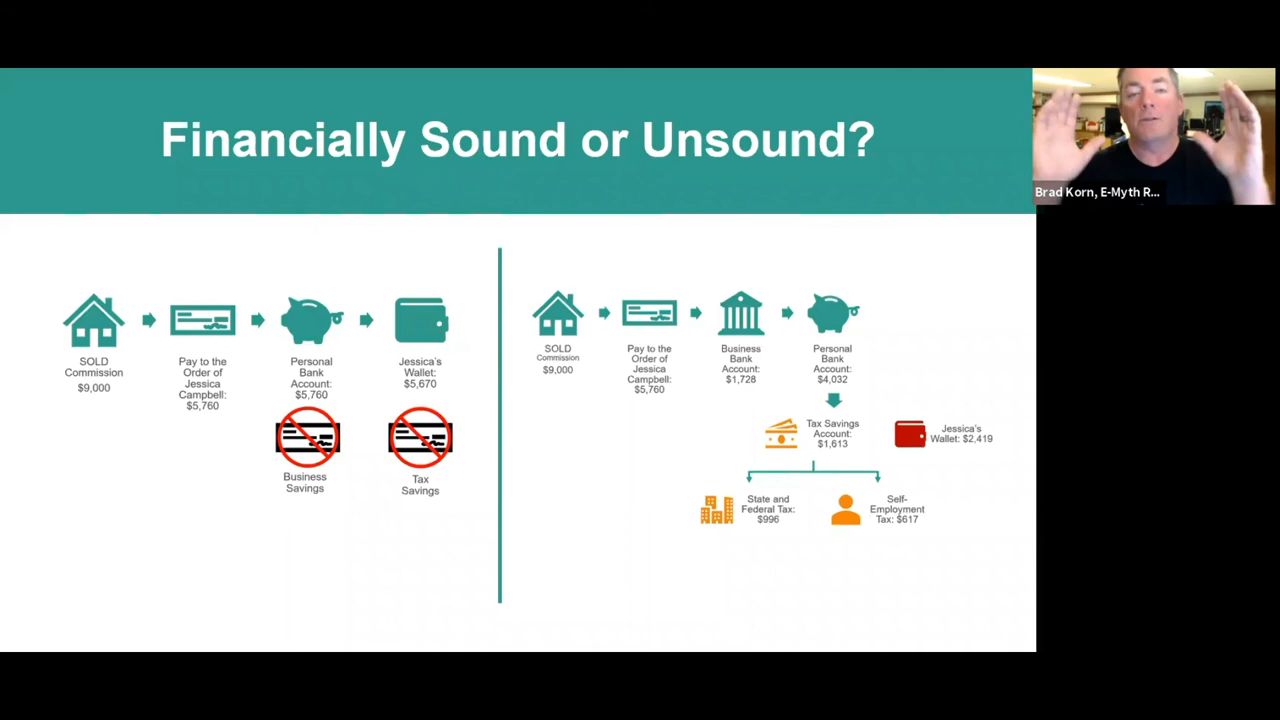 Financially Sound or Unsound?
Brad Korn, E-Myth R...
SOLD
Commission
$9,000
Pay to the
Order of
Jessica
Campbell:
$5,760
Personal
Bank
Account:
$5,760
Jessica's
Wallet:
$5,670
Business
Savings
Tax
Savings
SOLD
Commission
$9,000
Pay to the
Order of
Jessica
Campbell:
$5,760
Business
Bank
Account:
$1,728
Personal
Bank
Account:
$4,032
Tax Savings
Account:
$1,613
Jessica's
Wallet: $2,419
State and
Federal Tax:
$996
Self-
Employment
Tax: $617